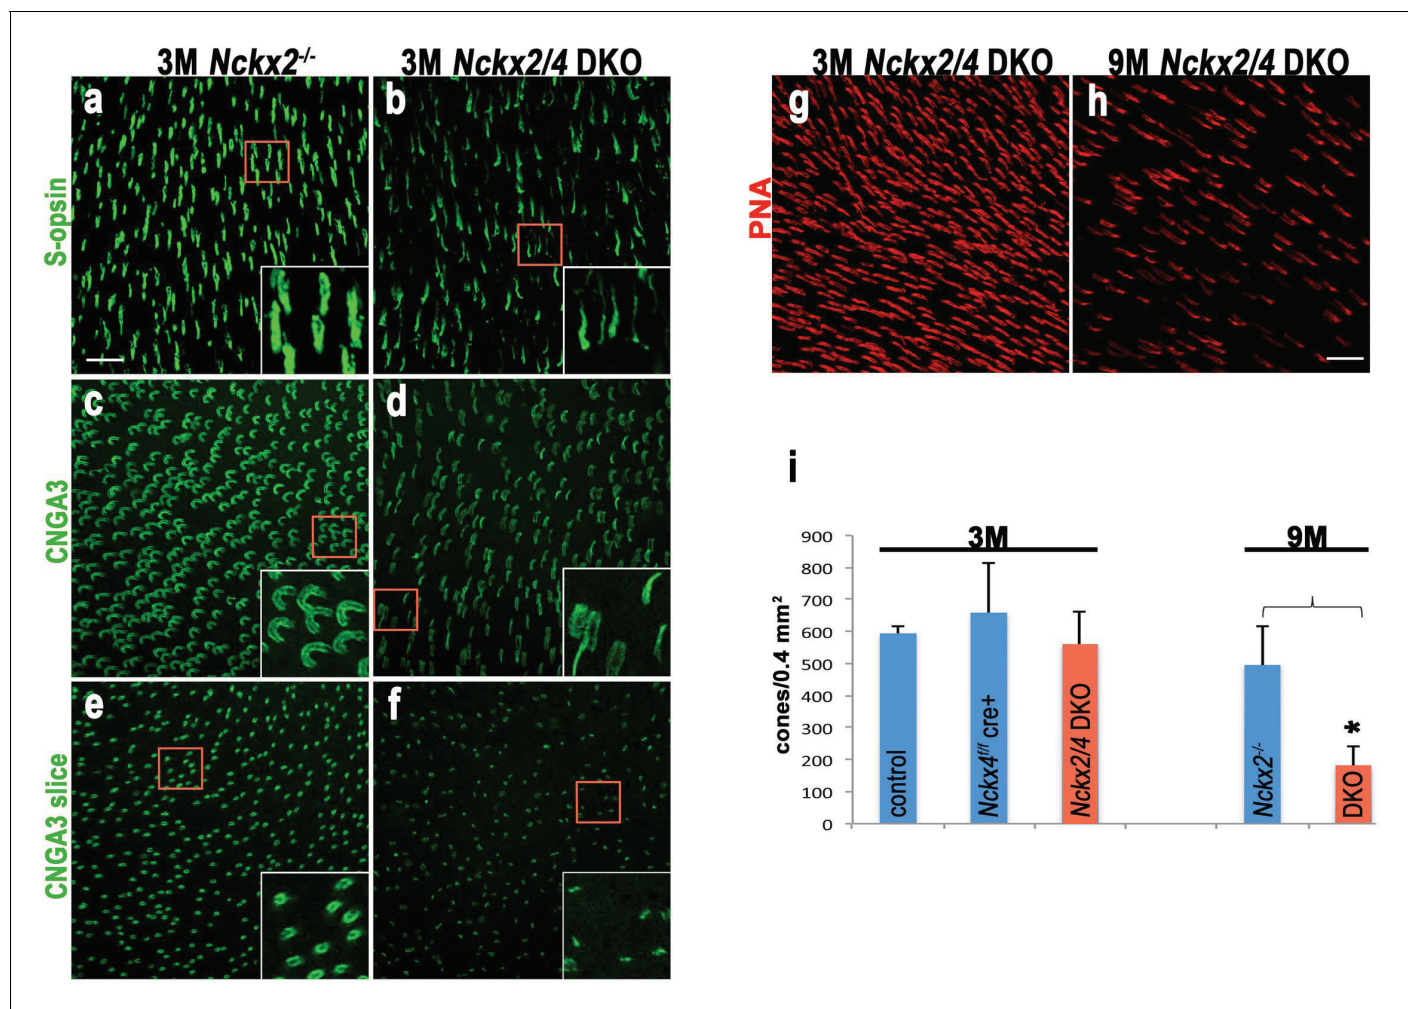 3M Nckx2-/-
3M Nckx2/4 DKO
3M Nckx2/4 DKO
9M Nckx2/4 DKO
a
b
g
h
S-opsin
PNA
c
d
CNGA3
e
f
CNGA3 slice
i
3M
9M
900
800
700
600
500
400
300
200
100
0
cones/0.4 mm2
control
Nckx4f/f cre+
Nckx2/4 DKO
Nckx2-/-
DKO
*